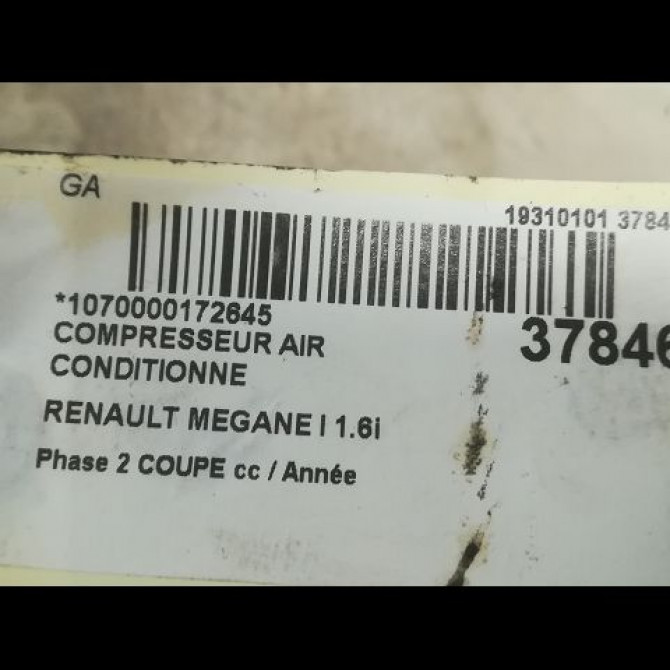 GA
19310101 3784
*1070000172645
37846
COMPRESSEUR AIR
CONDITIONNE
RENAULT MEGANE I 1.6i
Phase 2 COUPE cc / Année